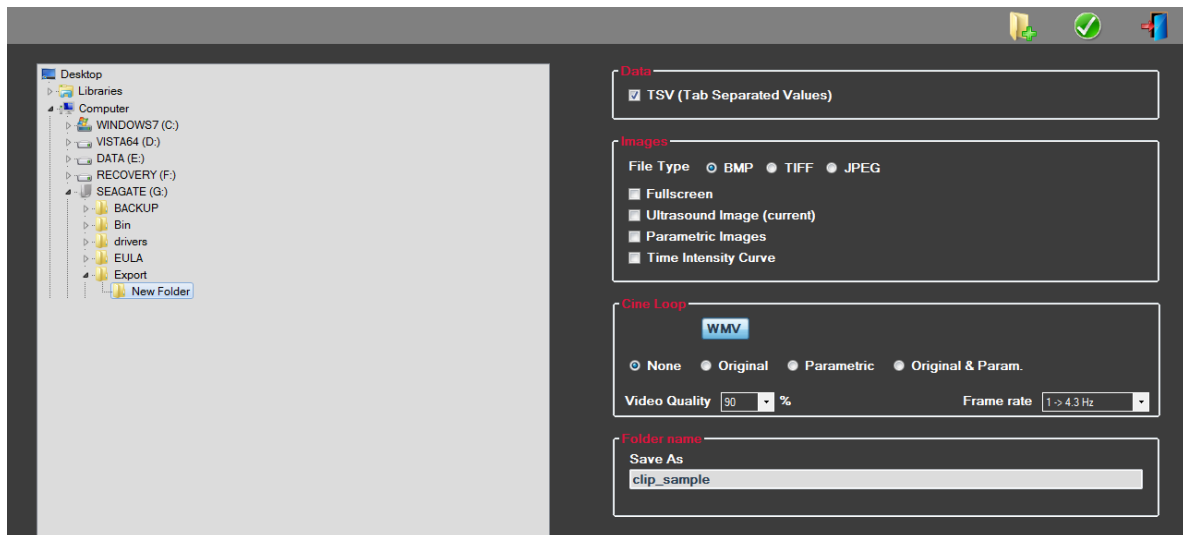 Desktop
Libraries
Computer
WINDOWS7 (C:)
VISTA64 (D:)
DATA (E:)
RECOVERY (F:)
SEAGATE (G:)
BACKUP
Bin
drivers
EULA
Export
New Folder
Data
TSV (Tab Separated Values)
Images
File Type BMP TIFF JPEG
Fullscreen
Ultrasound Image (current)
Parametric Images
Time Intensity Curve
Cine Loop
WMV
None Original Parametric Original & Param.
Video Quality 90 % Frame rate 1 -> 4.3 Hz
Folder name
Save As
clip_sample